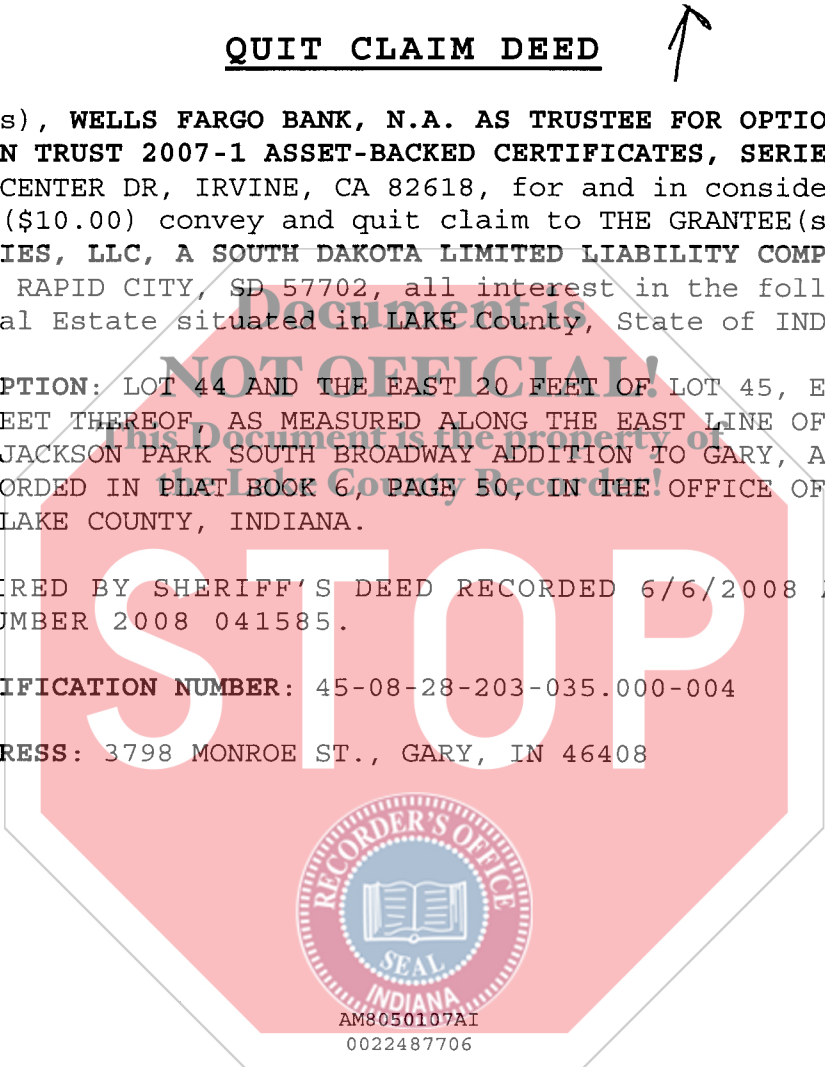 QUIT CLAIM DEED
s), WELLS FARGO BANK, N.A. AS TRUSTEE FOR OPTIO
N TRUST 2007-1 ASSET-BACKED CERTIFICATES, SERIE
CENTER DR, IRVINE, CA 82618, for and in conside
($10.00) convey and quit claim to THE GRANTEE(s
IES, LLC, A SOUTH DAKOTA LIMITED LIABILITY COMP
RAPID CITY, SD 57702, all interest in the foll
al Estate situated in LAKE County, State of IND
Document is
NOT OFFICIAL!
This Document is the property of
the Lake County Recorder!
PTION: LOT 44 AND THE EAST 20 FEET OF LOT 45, E
EET THEREOF, AS MEASURED ALONG THE EAST LINE OF
JACKSON PARK SOUTH BROADWAY ADDITION TO GARY, A
ORDED IN PLAT BOOK 6, PAGE 50, IN THE OFFICE OF
LAKE COUNTY, INDIANA.
IRED BY SHERIFF'S DEED RECORDED 6/6/2008 A
UMBER 2008 041585.
IFICATION NUMBER: 45-08-28-203-035.000-004
RESS: 3798 MONROE ST., GARY, IN 46408
STOP
RECORDER'S OFFICE
SEAL
INDIANA
AM8050107AI
0022487706